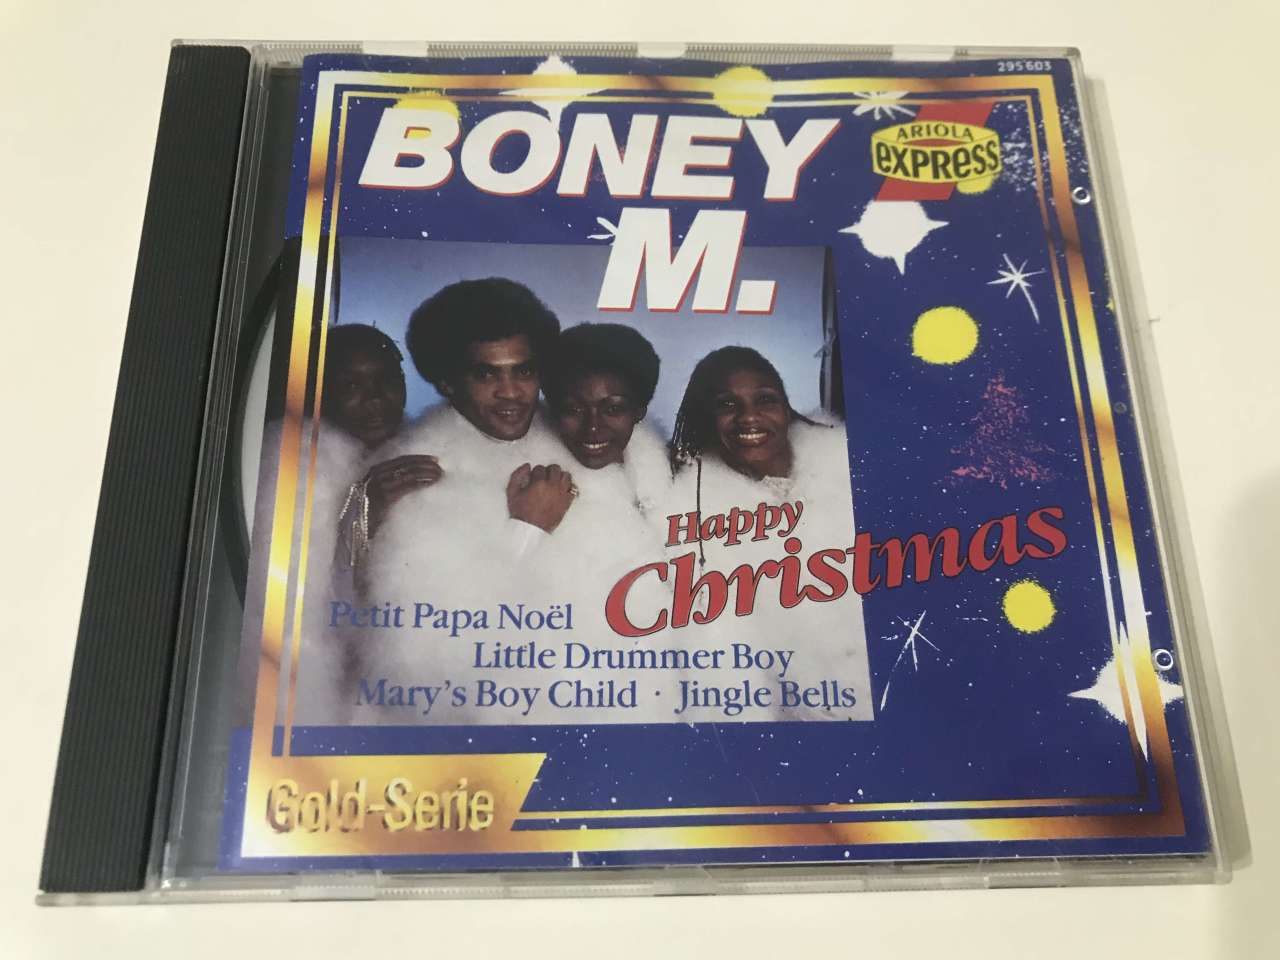 295 603
BONEY
M.
ARIOLA
EXPRESS
Happy
Christmas
Petit Papa Noël
Little Drummer Boy
Mary's Boy Child · Jingle Bells
Gold-Serie